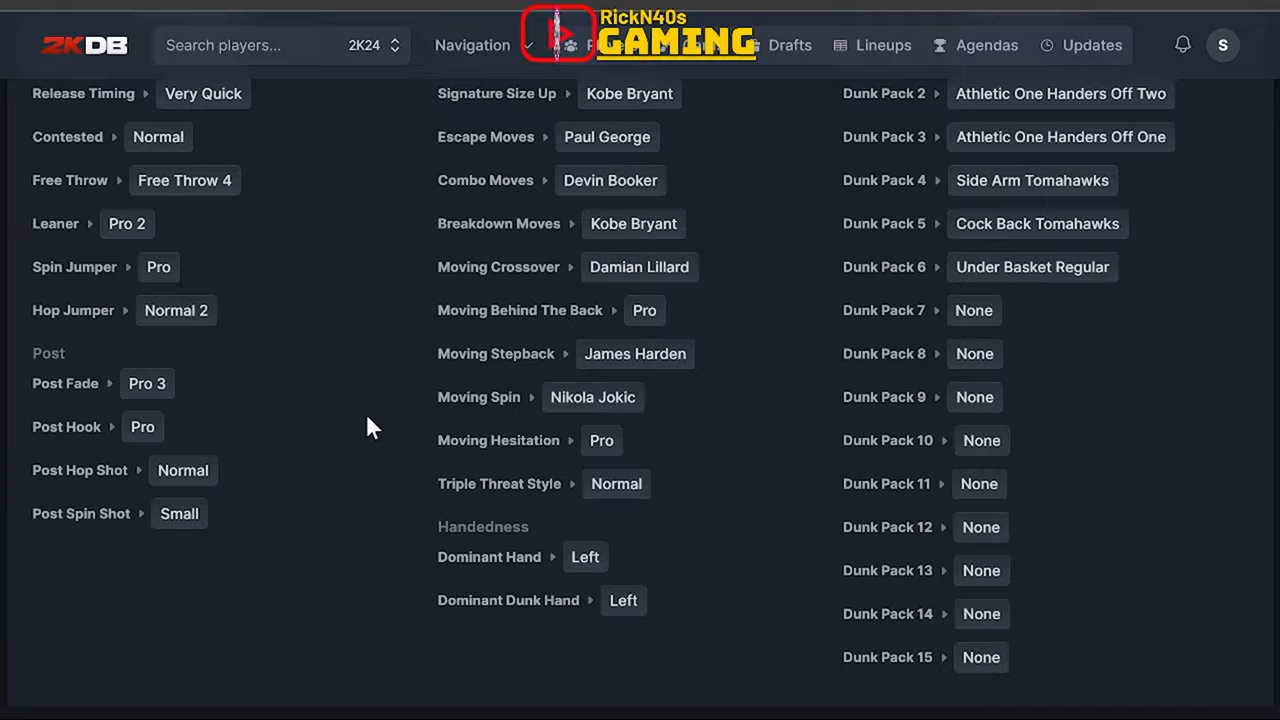 2KDB
Search players...
2K24
Navigation
RickN40s
GAMING
Drafts
Lineups
Agendas
Updates
S
Release Timing Very Quick
Contested Normal
Free Throw Free Throw 4
Leaner Pro 2
Spin Jumper Pro
Hop Jumper Normal 2
Post
Post Fade Pro 3
Post Hook Pro
Post Hop Shot Normal
Post Spin Shot Small
Signature Size Up Kobe Bryant
Escape Moves Paul George
Combo Moves Devin Booker
Breakdown Moves Kobe Bryant
Moving Crossover Damian Lillard
Moving Behind The Back Pro
Moving Stepback James Harden
Moving Spin Nikola Jokic
Moving Hesitation Pro
Triple Threat Style Normal
Handedness
Dominant Hand Left
Dominant Dunk Hand Left
Dunk Pack 2 Athletic One Handers Off Two
Dunk Pack 3 Athletic One Handers Off One
Dunk Pack 4 Side Arm Tomahawks
Dunk Pack 5 Cock Back Tomahawks
Dunk Pack 6 Under Basket Regular
Dunk Pack 7 None
Dunk Pack 8 None
Dunk Pack 9 None
Dunk Pack 10 None
Dunk Pack 11 None
Dunk Pack 12 None
Dunk Pack 13 None
Dunk Pack 14 None
Dunk Pack 15 None